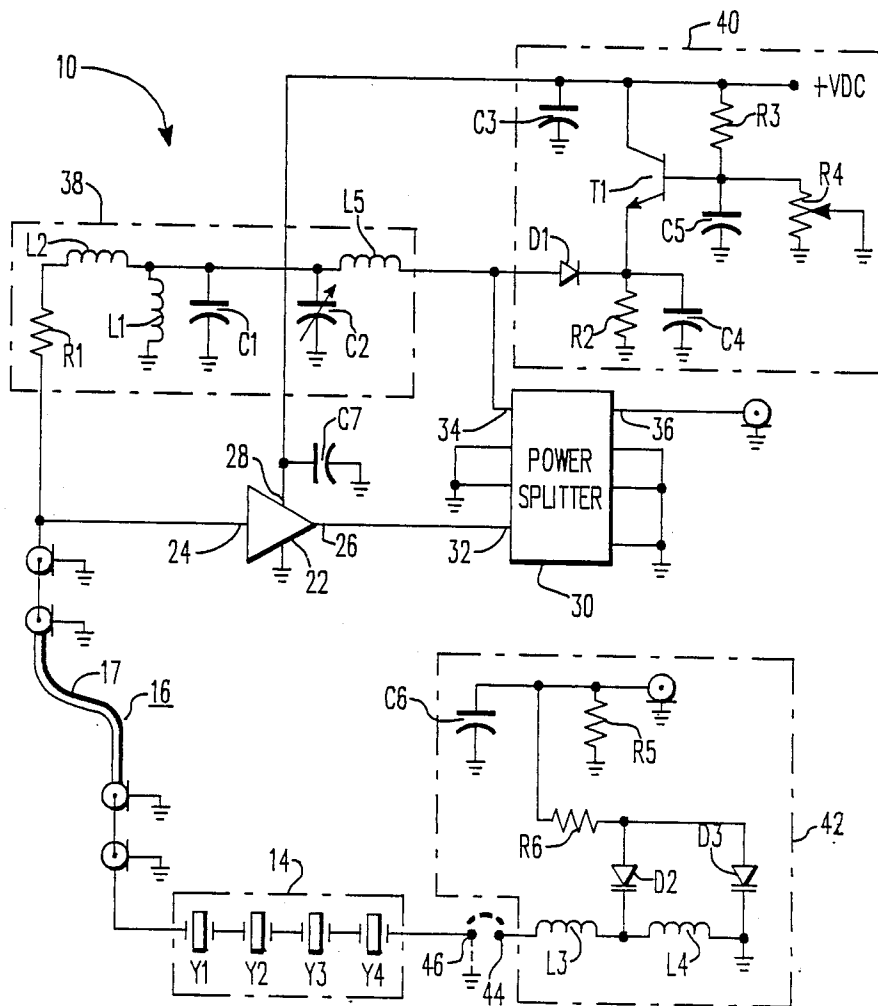 40
10
+VDC
C3
R3
38
T1
R4
L5
L2
D1
C5
L1
C1
C2
R2
C4
R1
C7
34
36
28
POWER
SPLITTER
24
26
32
22
30
17
16
C6
R5
42
R6
D3
14
D2
46
44
L3
L4
Y1 Y2 Y3 Y4